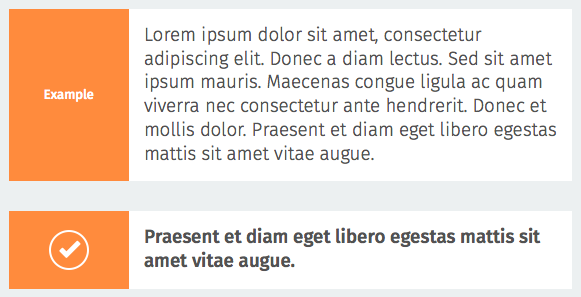 Example
Lorem ipsum dolor sit amet, consectetur
adipiscing elit. Donec a diam lectus. Sed sit amet
ipsum mauris. Maecenas congue ligula ac quam
viverra nec consectetur ante hendrerit. Donec et
mollis dolor. Praesent et diam eget libero egestas
mattis sit amet vitae augue.
Praesent et diam eget libero egestas mattis sit
amet vitae augue.